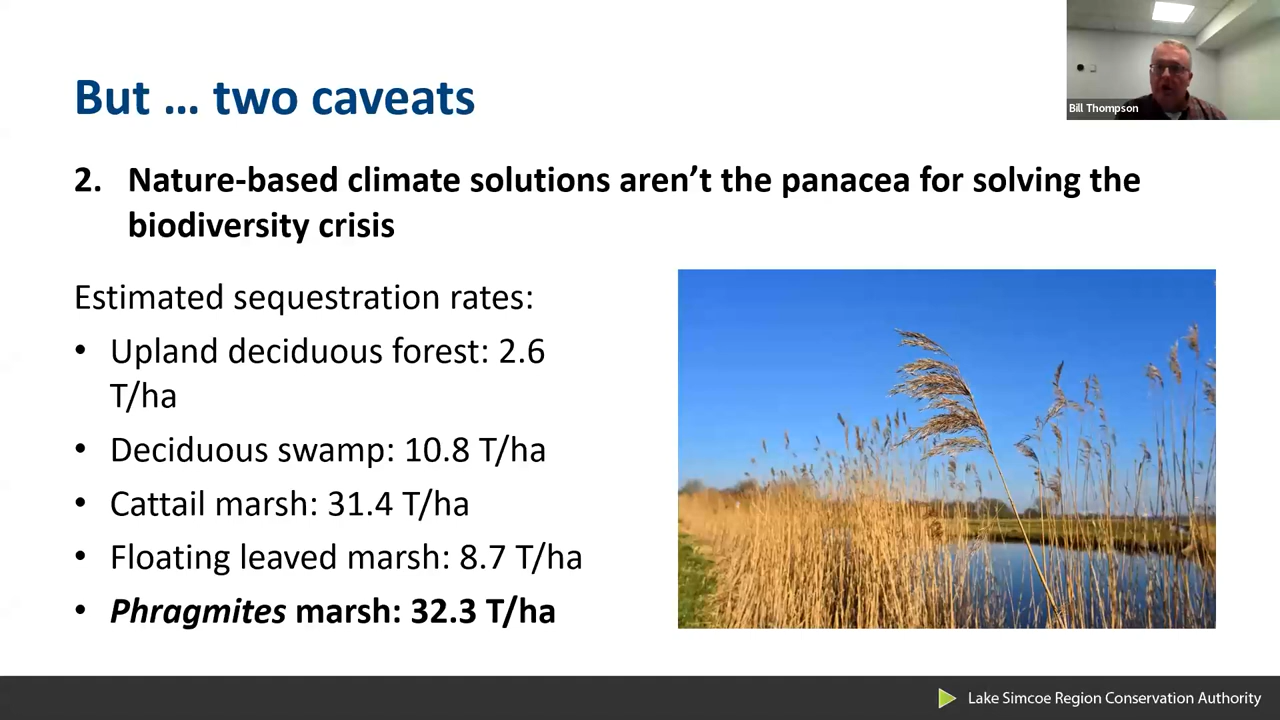 But … two caveats
Bill Thompson
2. Nature-based climate solutions aren’t the panacea for solving the
biodiversity crisis
Estimated sequestration rates:
• Upland deciduous forest: 2.6
T/ha
• Deciduous swamp: 10.8 T/ha
• Cattail marsh: 31.4 T/ha
• Floating leaved marsh: 8.7 T/ha
• Phragmites marsh: 32.3 T/ha
Lake Simcoe Region Conservation Authority